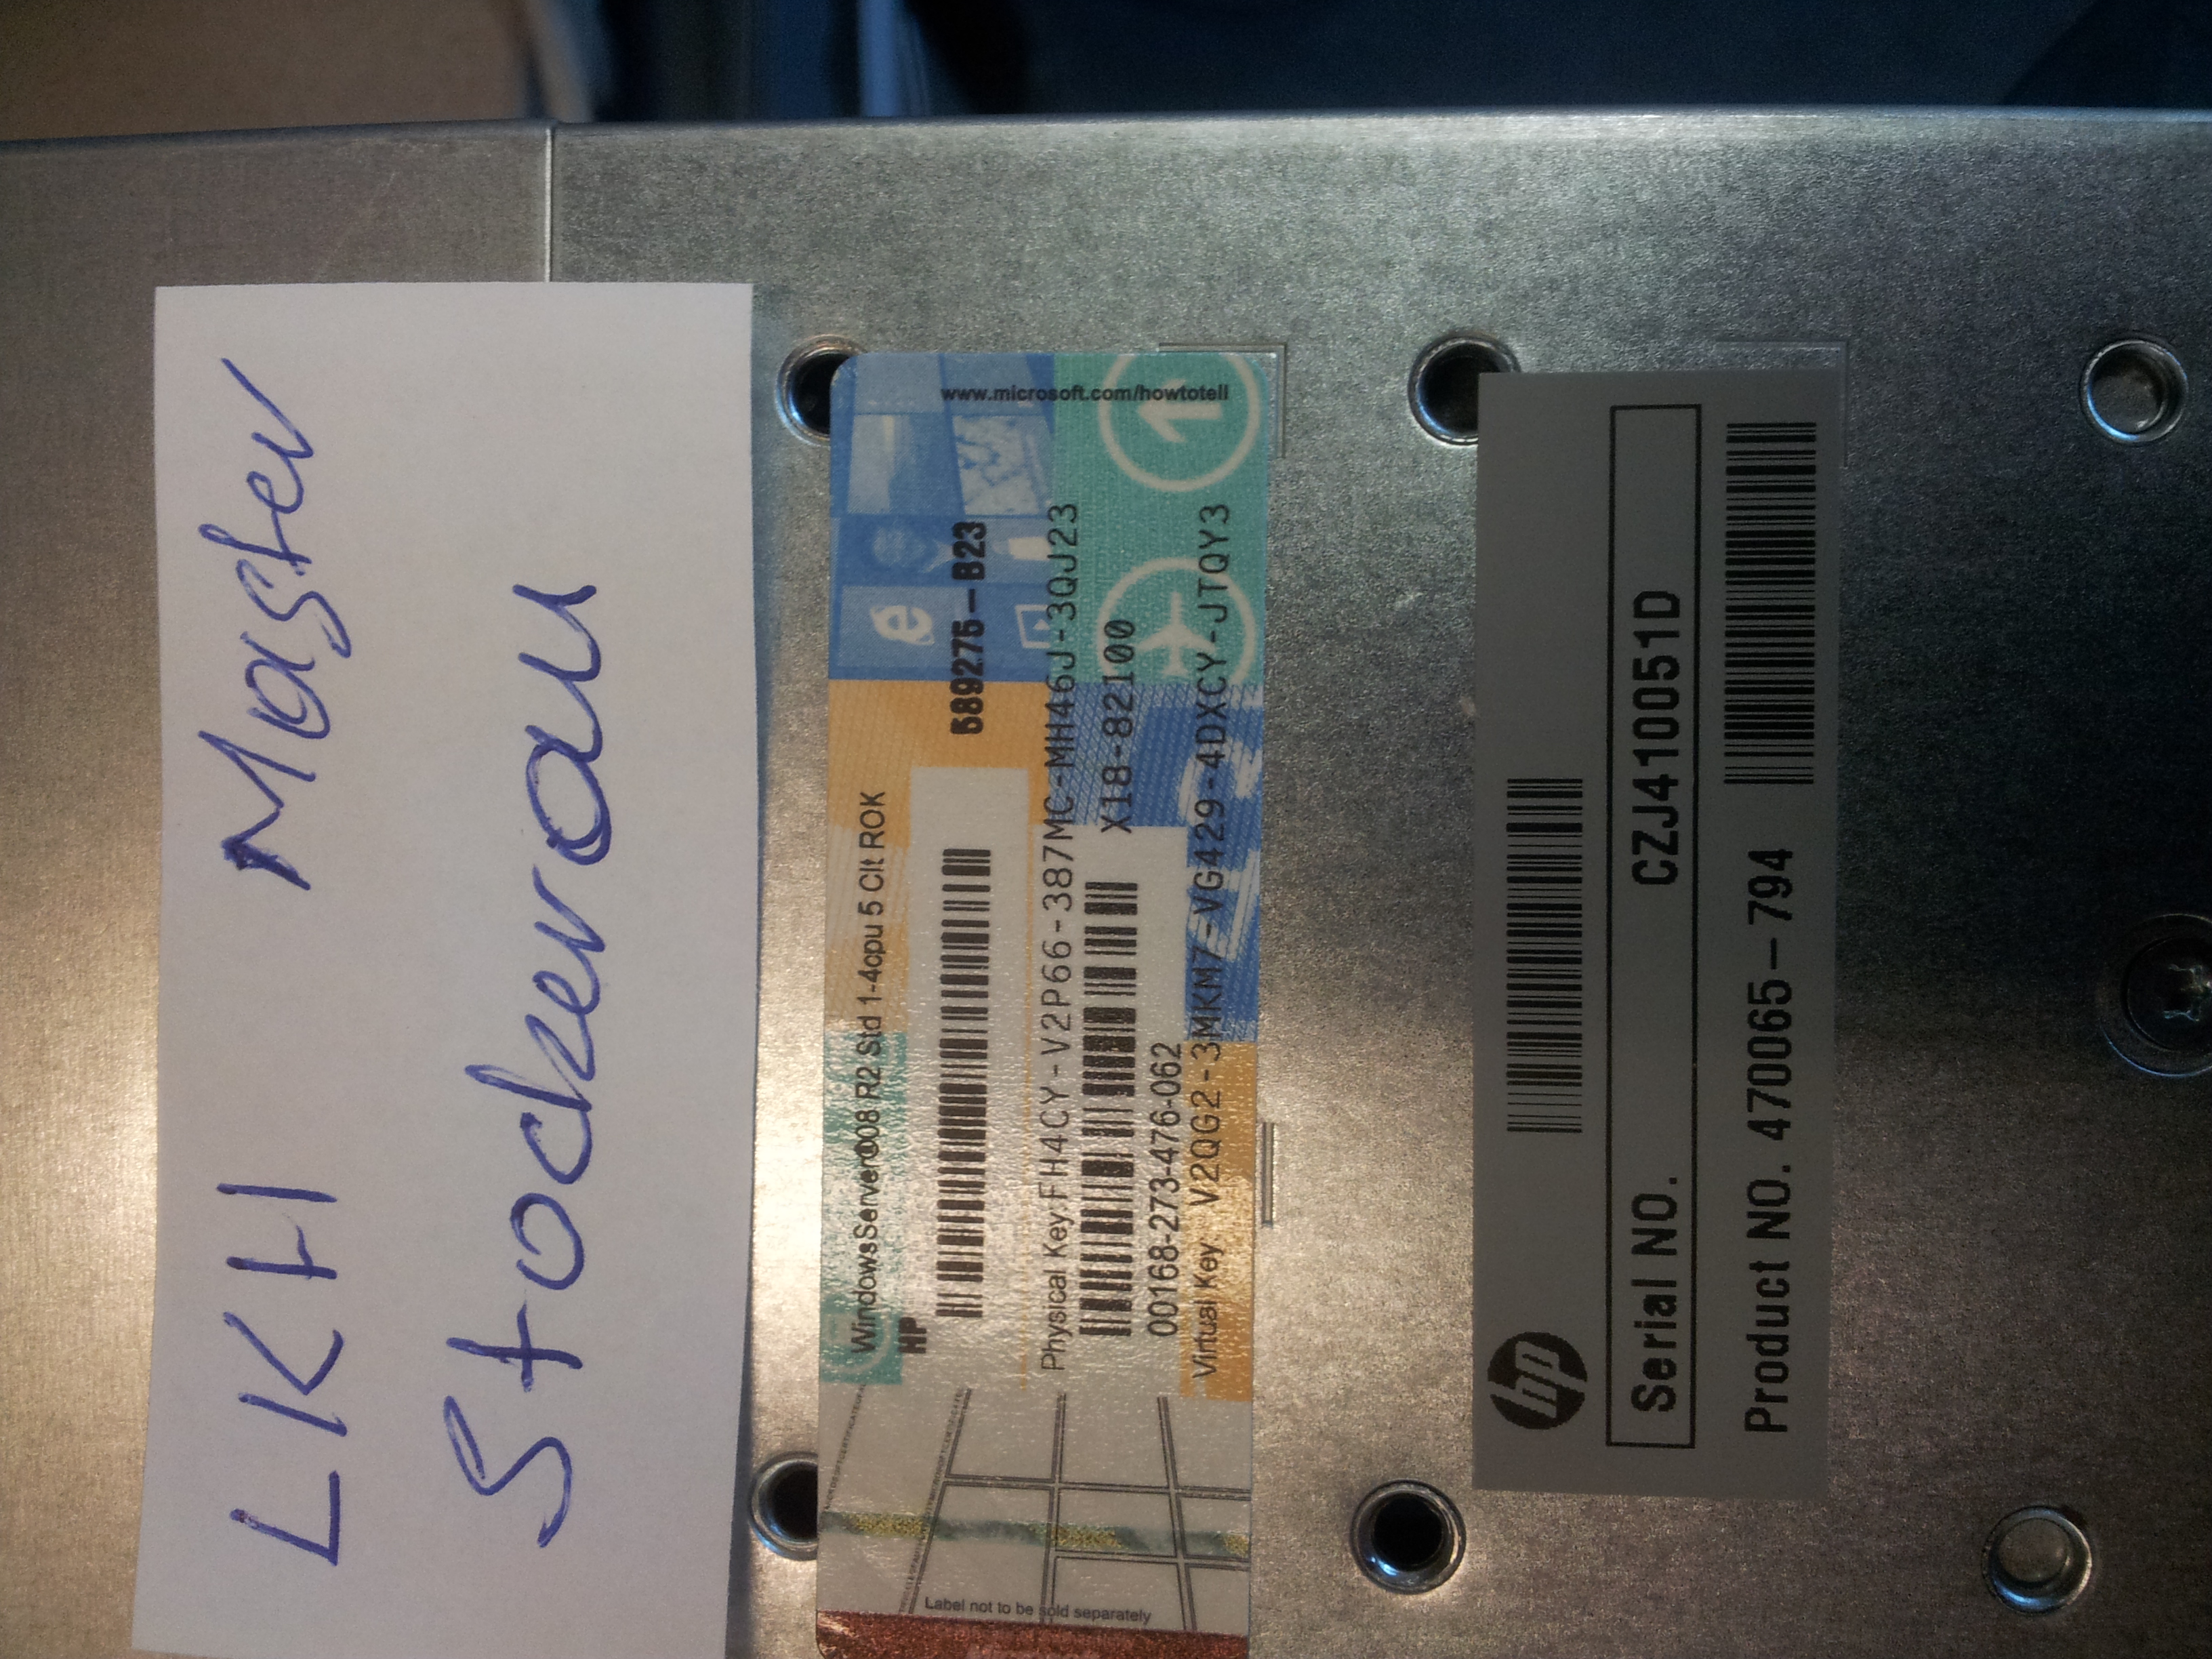 LKH Master
Stockerau
WindowsServer®08 R2 Std 1-4cpu 5 Clt ROK
HP
589275-B23
Physical Key:FH4CY-V2P66-387MC-MH46J-3QJ23
X18-82100
00168-273-476-062
Virtual Key: V2QG2-3MKM7-VG429-4DXCY-JTQY3
www.microsoft.com/howtotell
Label not to be sold separately
hp
Serial NO. CZJ410051D
Product NO. 470065-794